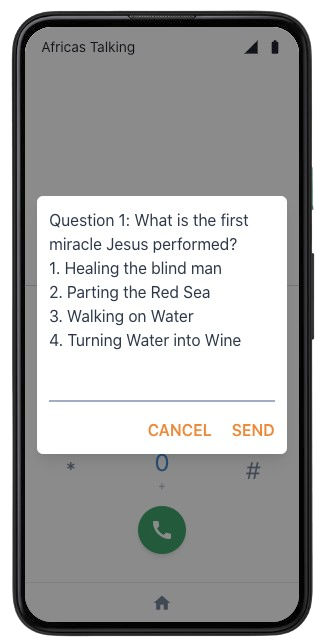 Africas Talking
Question 1: What is the first
miracle Jesus performed?
1. Healing the blind man
2. Parting the Red Sea
3. Walking on Water
4. Turning Water into Wine
CANCEL SEND
* 0 #
+